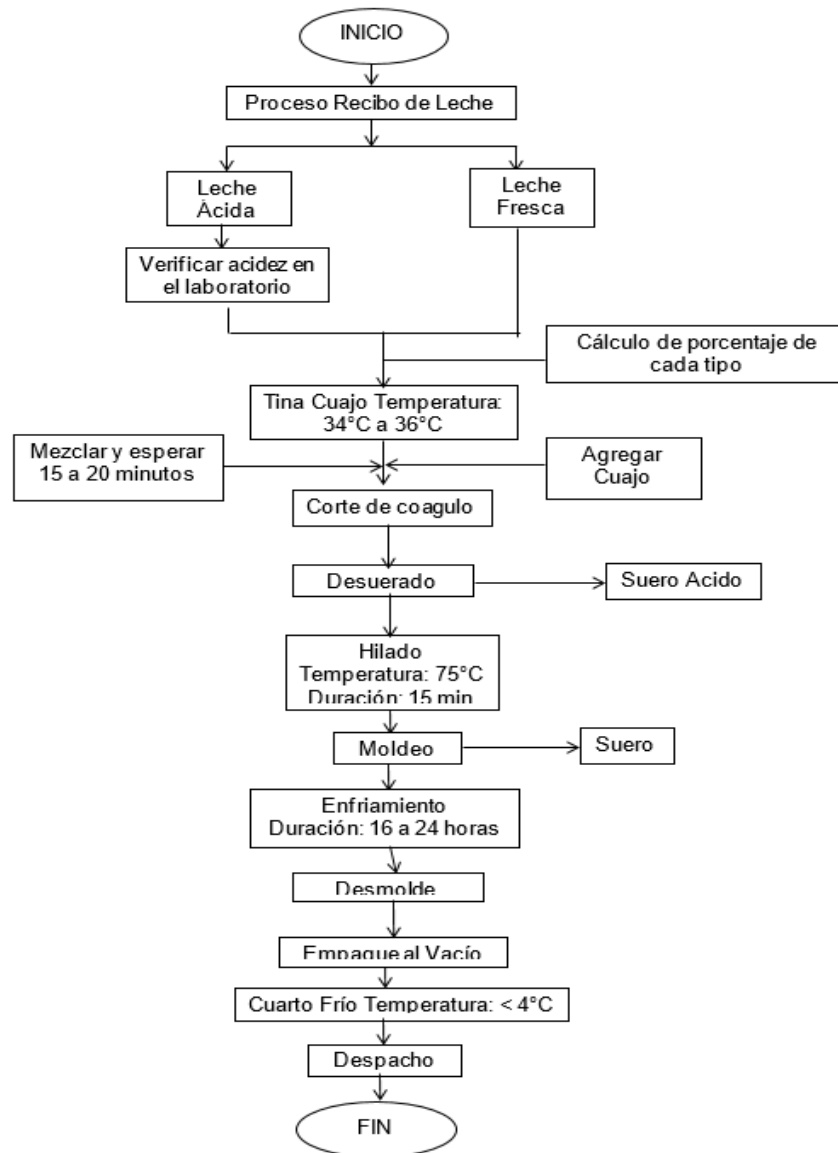 INICIO
Proceso Recibo de Leche
Leche
Ácida
Leche
Fresca
Verificar acidez en
el laboratorio
Cálculo de porcentaje de
cada tipo
Tina Cuajo Temperatura:
34°C a 36°C
Mezclar y esperar
15 a 20 minutos
Agregar
Cuajo
Corte de coagulo
Desuerado
Suero Acido
Hilado
Temperatura: 75°C
Duración: 15 min
Moldeo
Suero
Enfriamiento
Duración: 16 a 24 horas
Desmolde
Empaque al Vacío
Cuarto Frío Temperatura: < 4°C
Despacho
FIN